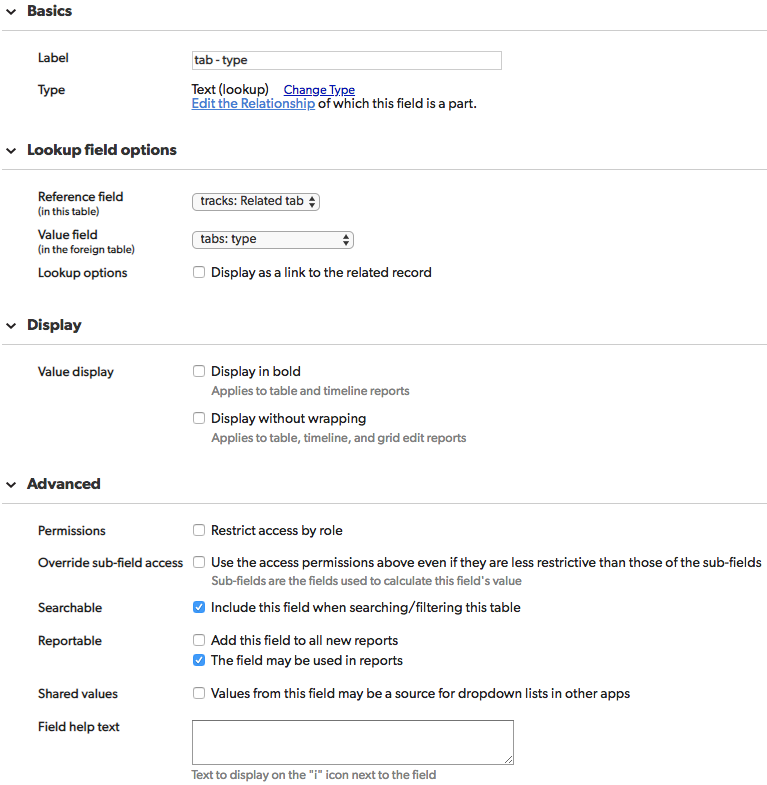 Basics
Label
tab - type
Type
Text (lookup) Change Type
Edit the Relationship of which this field is a part.
Lookup field options
Reference field
(in this table)
tracks: Related tab
Value field
(in the foreign table)
tabs: type
Lookup options
Display as a link to the related record
Display
Value display
Display in bold
Applies to table and timeline reports
Display without wrapping
Applies to table, timeline, and grid edit reports
Advanced
Permissions
Restrict access by role
Override sub-field access
Use the access permissions above even if they are less restrictive than those of the sub-fields
Sub-fields are the fields used to calculate this field's value
Searchable
Include this field when searching/filtering this table
Reportable
Add this field to all new reports
The field may be used in reports
Shared values
Values from this field may be a source for dropdown lists in other apps
Field help text
Text to display on the "i" icon next to the field